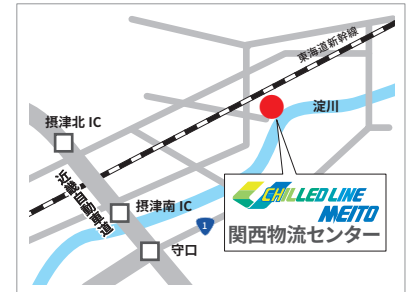 東海道新幹線
淀川
摂津北 IC
近畿自動車道
摂津南 IC
1
守口
CHILLED LINE
MEITO
関西物流センター